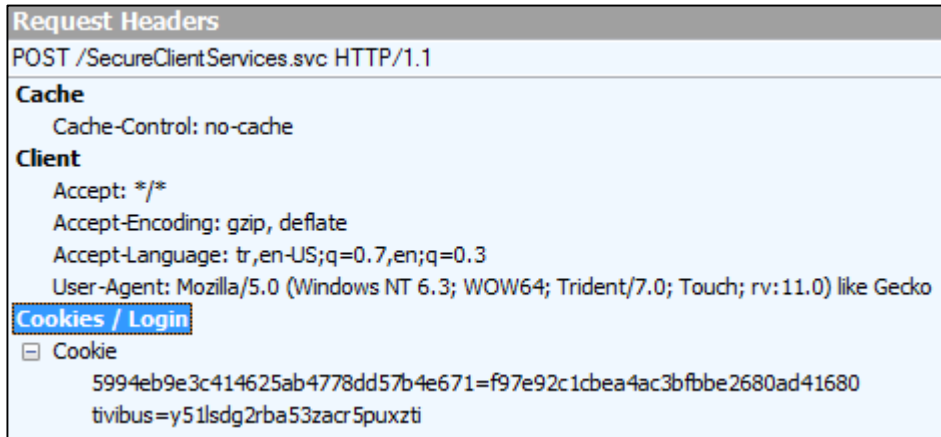 Request Headers
POST /SecureClientServices.svc HTTP/1.1
Cache
Cache-Control: no-cache
Client
Accept: */*
Accept-Encoding: gzip, deflate
Accept-Language: tr,en-US;q=0.7,en;q=0.3
User-Agent: Mozilla/5.0 (Windows NT 6.3; WOW64; Trident/7.0; Touch; rv:11.0) like Gecko
Cookies / Login
Cookie
5994eb9e3c414625ab4778dd57b4e671=f97e92c1cbea4ac3bfbbe2680ad41680
tivibus=y51lsdg2rba53zacr5puxzti